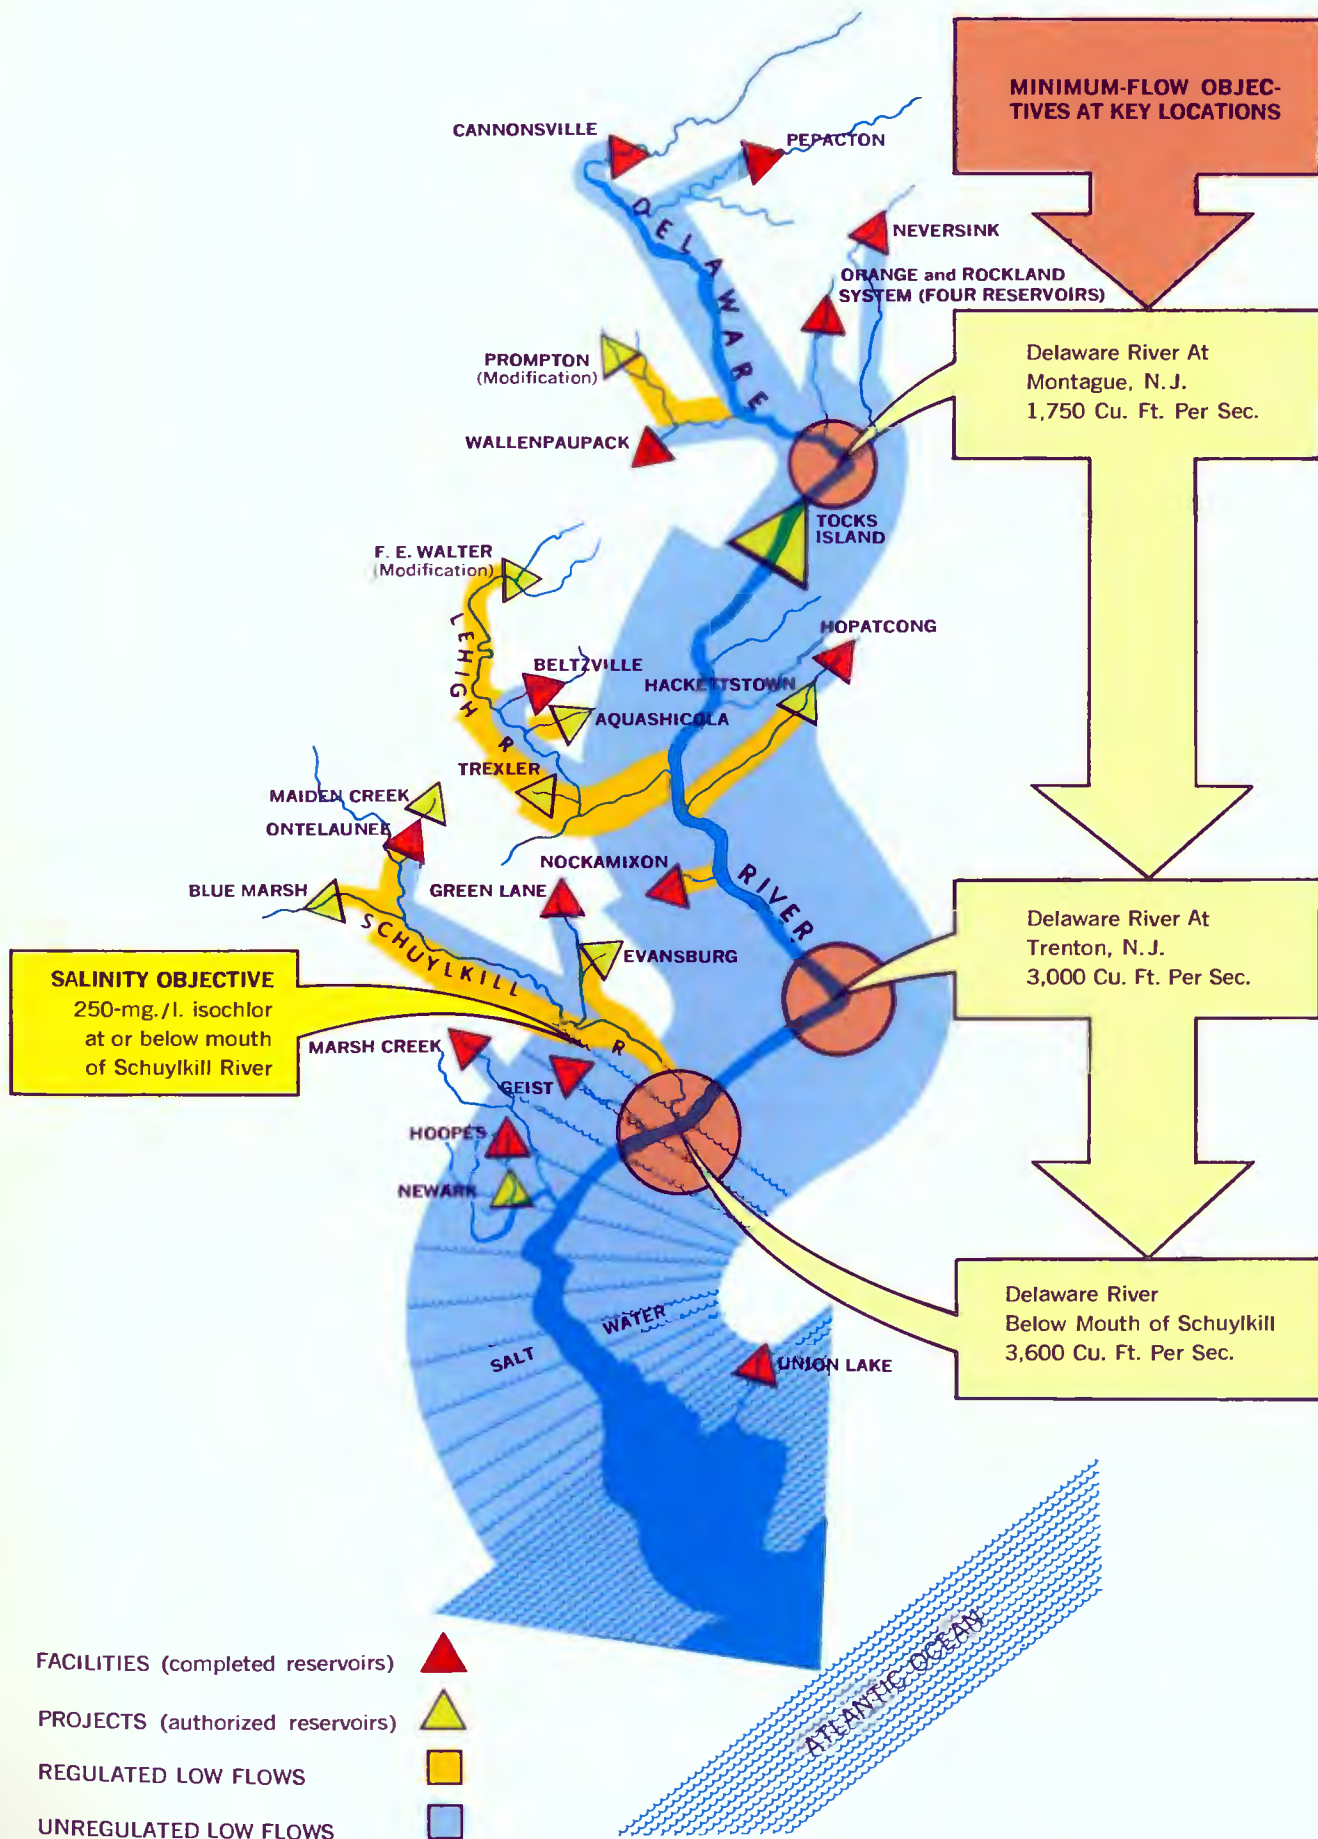 MINIMUM-FLOW OBJEC-
TIVES AT KEY LOCATIONS
CANNONSVILLE
PEPACTON
DELAWARE
NEVERSINK
ORANGE and ROCKLAND
SYSTEM (FOUR RESERVOIRS)
PROMPTON
(Modification)
WALLENPAUPACK
Delaware River At
Montague, N.J.
1,750 Cu. Ft. Per Sec.
TOCKS
ISLAND
F. E. WALTER
(Modification)
LEHIGH R
HOPATCONG
BELTZVILLE
HACKETTSTOWN
AQUASHICOLA
TREXLER
MAIDEN CREEK
ONTELAUNEE
NOCKAMIXON
BLUE MARSH
GREEN LANE
RIVER
SCHUYLKILL R
EVANSBURG
Delaware River At
Trenton, N.J.
3,000 Cu. Ft. Per Sec.
SALINITY OBJECTIVE
250-mg./l. isochlor
at or below mouth
of Schuylkill River
MARSH CREEK
GEIST
HOOPES
NEWARK
Delaware River
Below Mouth of Schuylkill
3,600 Cu. Ft. Per Sec.
SALT WATER
UNION LAKE
ATLANTIC OCEAN
FACILITIES (completed reservoirs)
PROJECTS (authorized reservoirs)
REGULATED LOW FLOWS
UNREGULATED LOW FLOWS